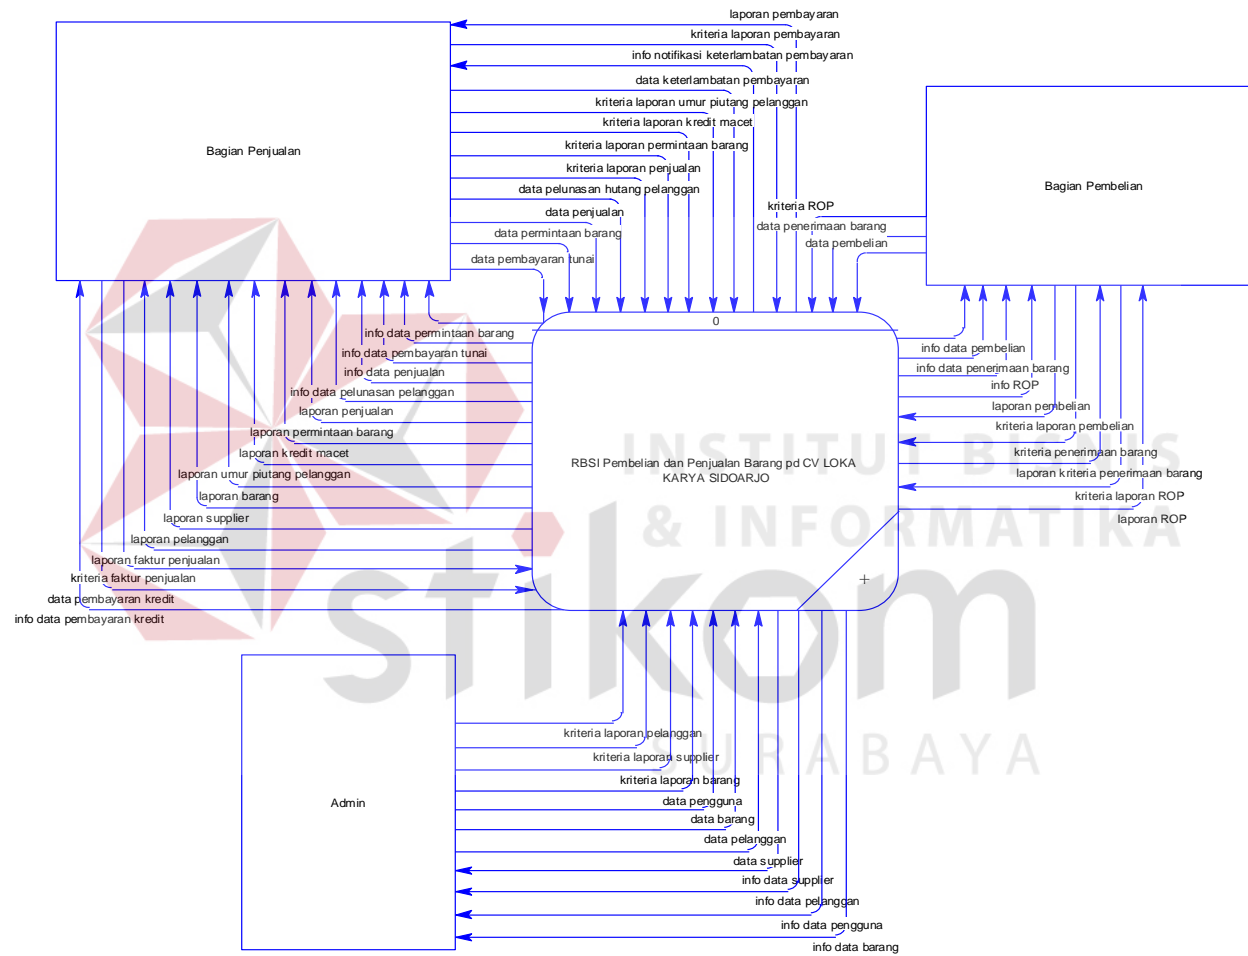 laporan pembayaran
kriteria laporan pembayaran
info notifikasi keterlambatan pembayaran
data keterlambatan pembayaran
kriteria laporan umur piutang pelanggan
kriteria laporan kredit macet
kriteria laporan permintaan barang
kriteria laporan penjualan
data pelunasan hutang pelanggan
data penjualan
data permintaan barang
data pembayaran tunai
Bagian Penjualan
Bagian Pembelian
kriteria ROP
data penerimaan barang
data pembelian
0
info data permintaan barang
info data pembayaran tunai
info data penjualan
info data pelunasan pelanggan
laporan penjualan
laporan permintaan barang
laporan kredit macet
laporan umur piutang pelanggan
laporan barang
laporan supplier
laporan pelanggan
laporan faktur penjualan
kriteria faktur penjualan
data pembayaran kredit
info data pembayaran kredit
info data pembelian
info data penerimaan barang
info ROP
laporan pembelian
kriteria laporan pembelian
kriteria penerimaan barang
laporan kriteria penerimaan barang
kriteria laporan ROP
laporan ROP
RBSI Pembelian dan Penjualan Barang pd CV LOKA
KARYA SIDOARJO
+
INSTITUT BISNIS
& INFORMATIKA
stikom
SURABAYA
Admin
kriteria laporan pelanggan
kriteria laporan supplier
kriteria laporan barang
data pengguna
data barang
data pelanggan
data supplier
info data supplier
info data pelanggan
info data pengguna
info data barang